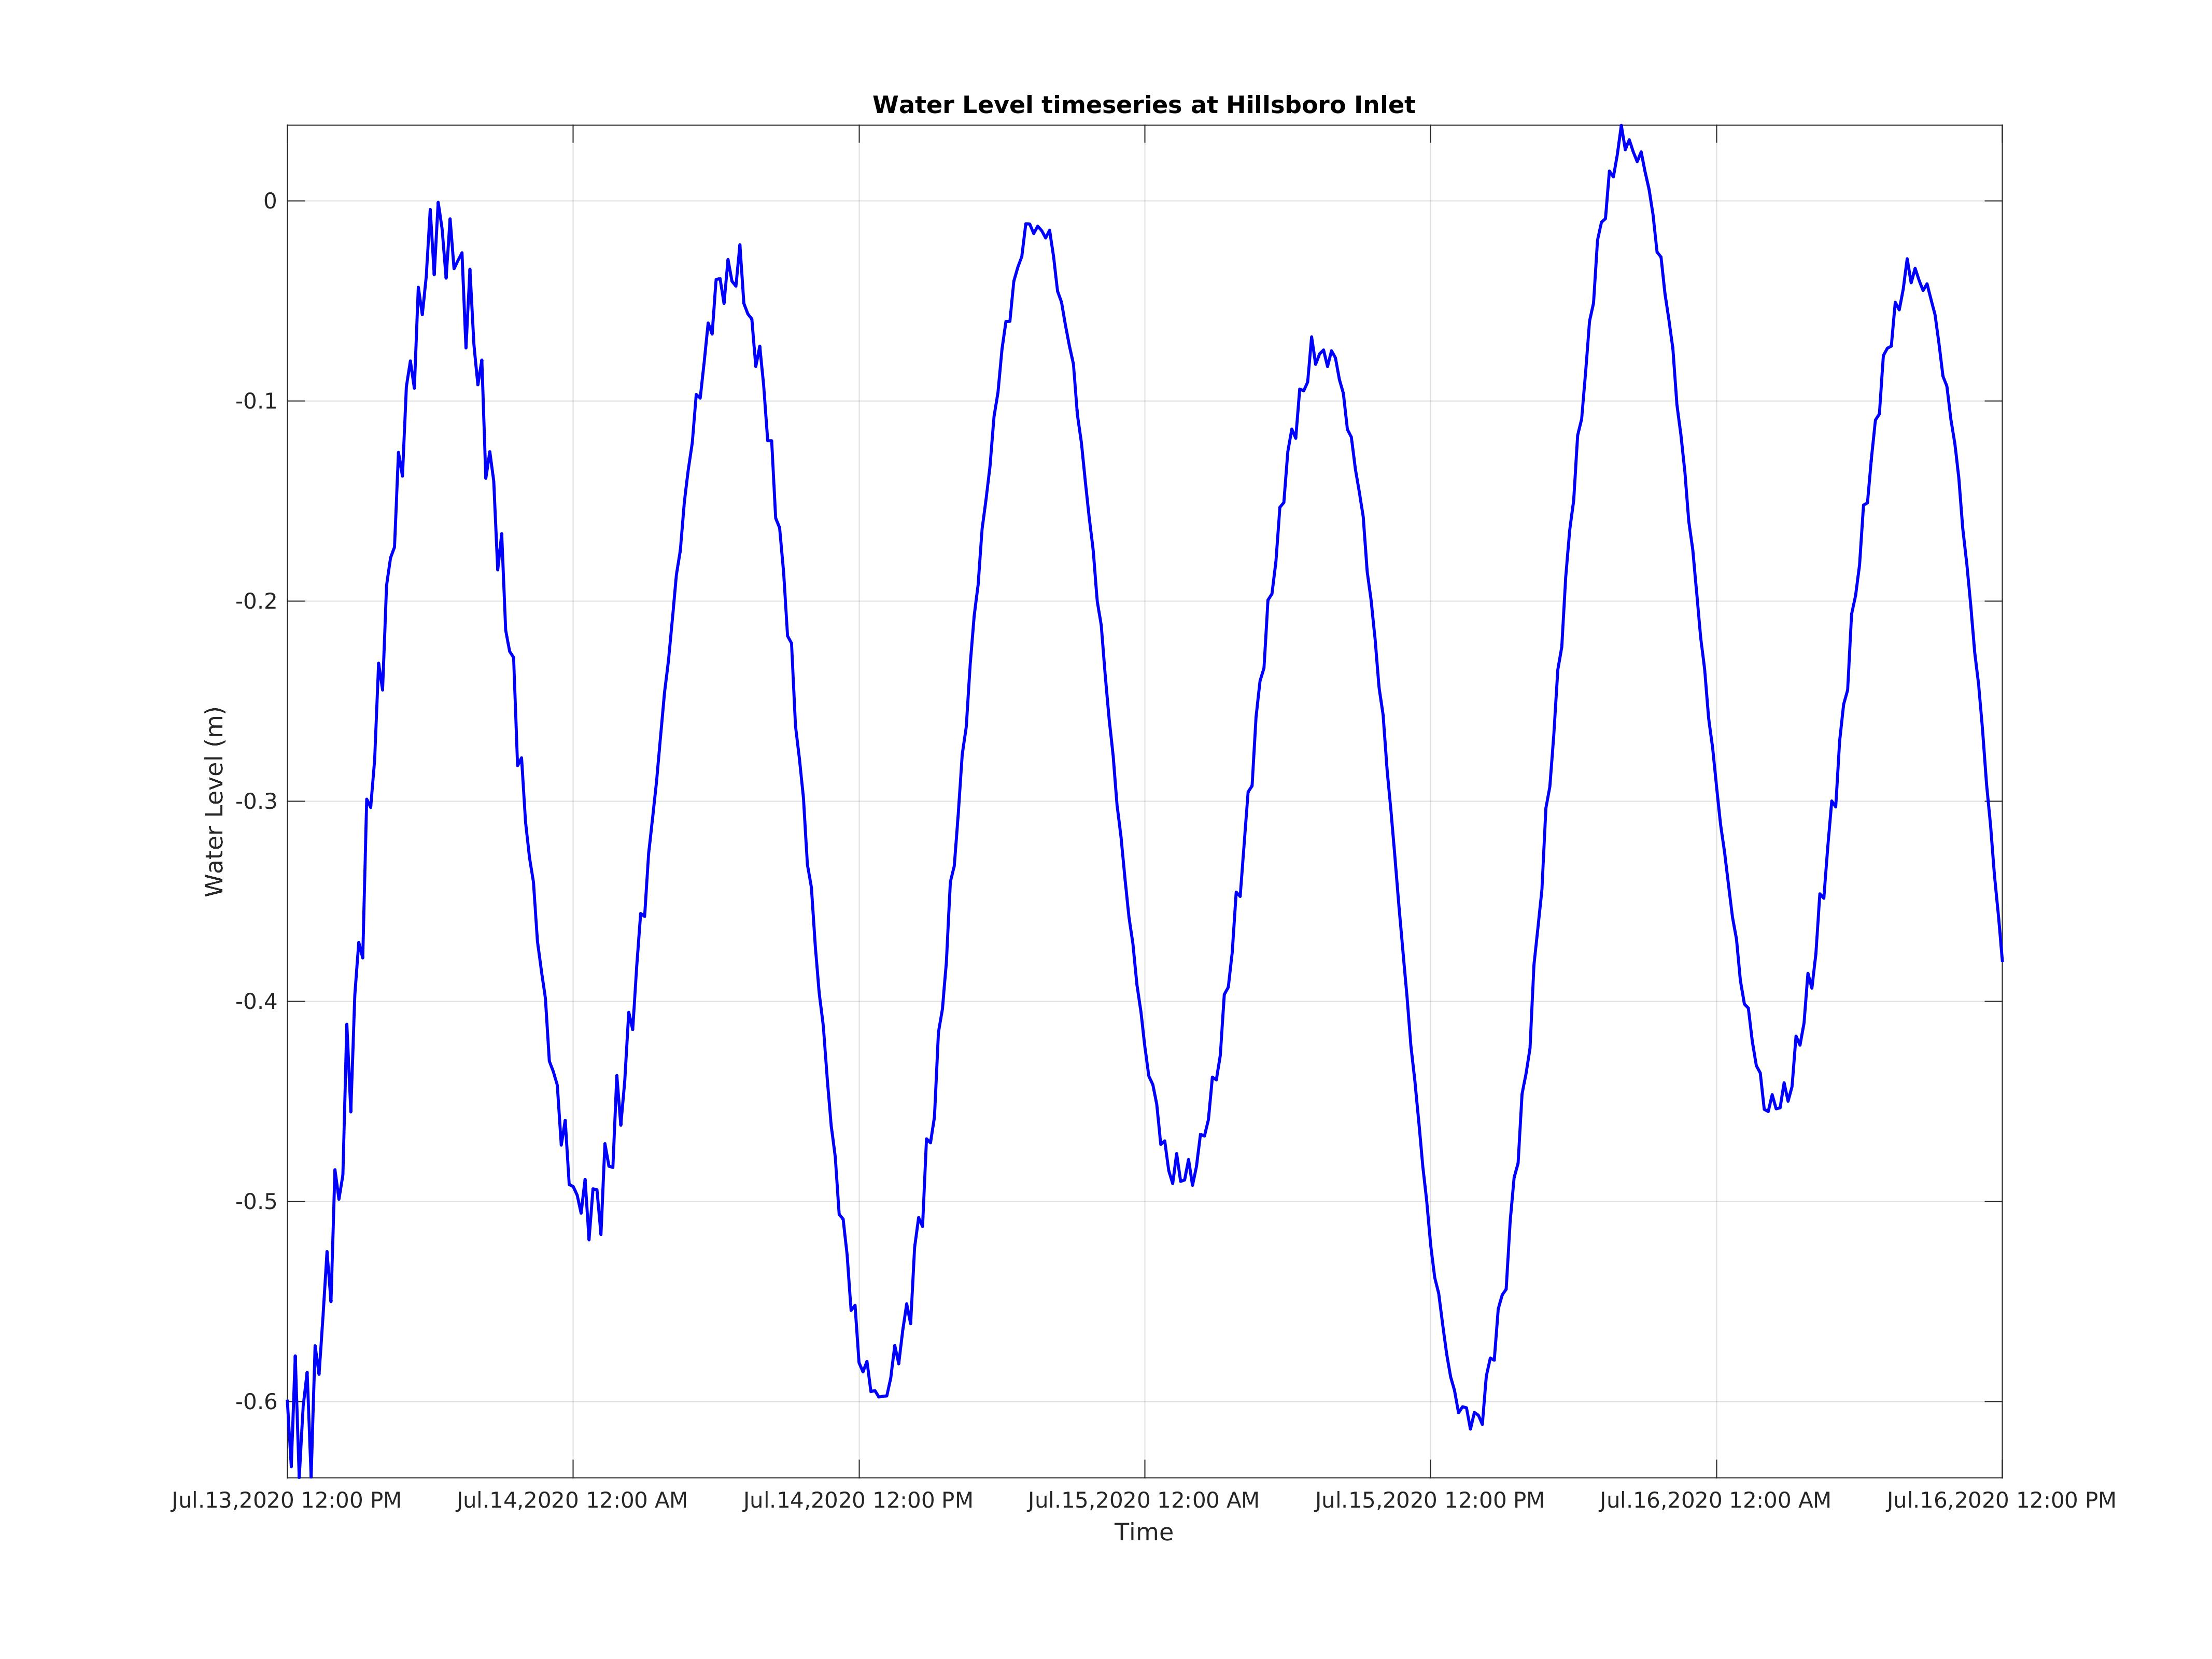 Water Level timeseries at Hillsboro Inlet
0
-0.1
-0.2
-0.3
-0.4
-0.5
-0.6
Water Level (m)
Jul.13,2020 12:00 PM Jul.14,2020 12:00 AM Jul.14,2020 12:00 PM Jul.15,2020 12:00 AM Jul.15,2020 12:00 PM Jul.16,2020 12:00 AM Jul.16,2020 12:00 PM
Time